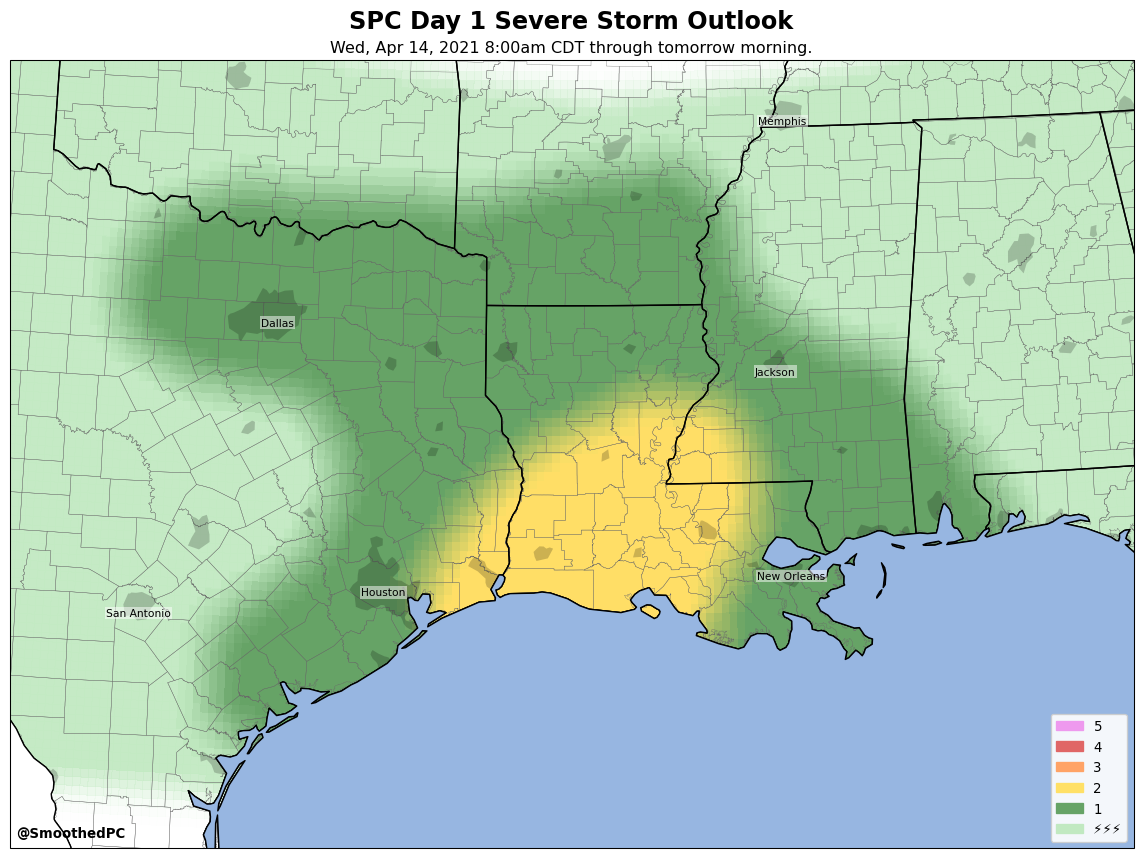 SPC Day 1 Severe Storm Outlook
Wed, Apr 14, 2021 8:00am CDT through tomorrow morning.
Memphis
Dallas
Jackson
New Orleans
Houston
San Antonio
5
4
3
2
1
⚡⚡⚡
@SmoothedPC